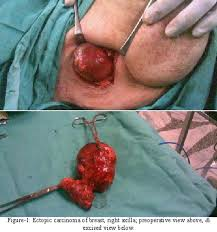 Figure-1: Ectopic carcinoma of breast, right axilla; preoperative view above, &
excised view below